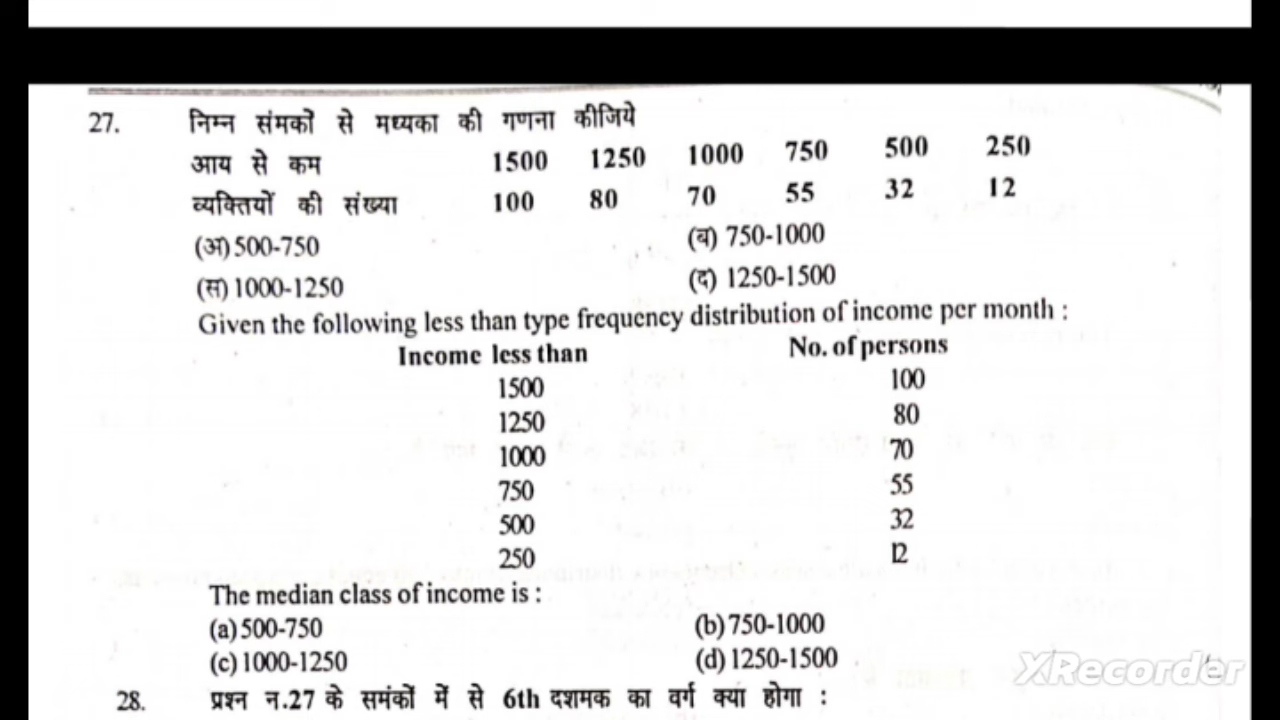 27. निम्न संमकों से मध्यका की गणना कीजिये
आय से कम 1500 1250 1000 750 500 250
व्यक्तियों की संख्या 100 80 70 55 32 12
(अ) 500-750 (ब) 750-1000
(स) 1000-1250 (द) 1250-1500
Given the following less than type frequency distribution of income per month :
Income less than No. of persons
1500 100
1250 80
1000 70
750 55
500 32
250 12
The median class of income is :
(a) 500-750 (b) 750-1000
(c) 1000-1250 (d) 1250-1500
XRecorder
28. प्रश्न न.27 के समंकों में से 6th दशमक का वर्ग क्या होगा :